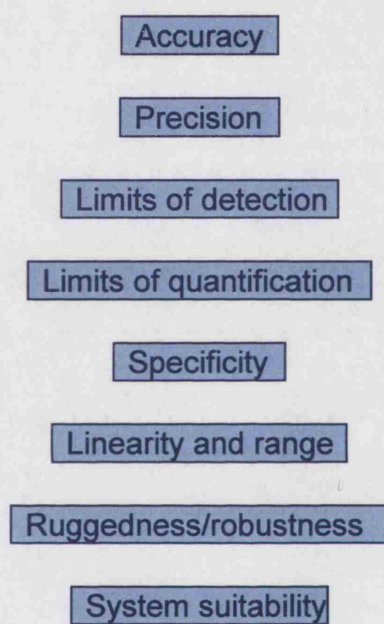 Accuracy
Precision
Limits of detection
Limits of quantification
Specificity
Linearity and range
Ruggedness/robustness
System suitability